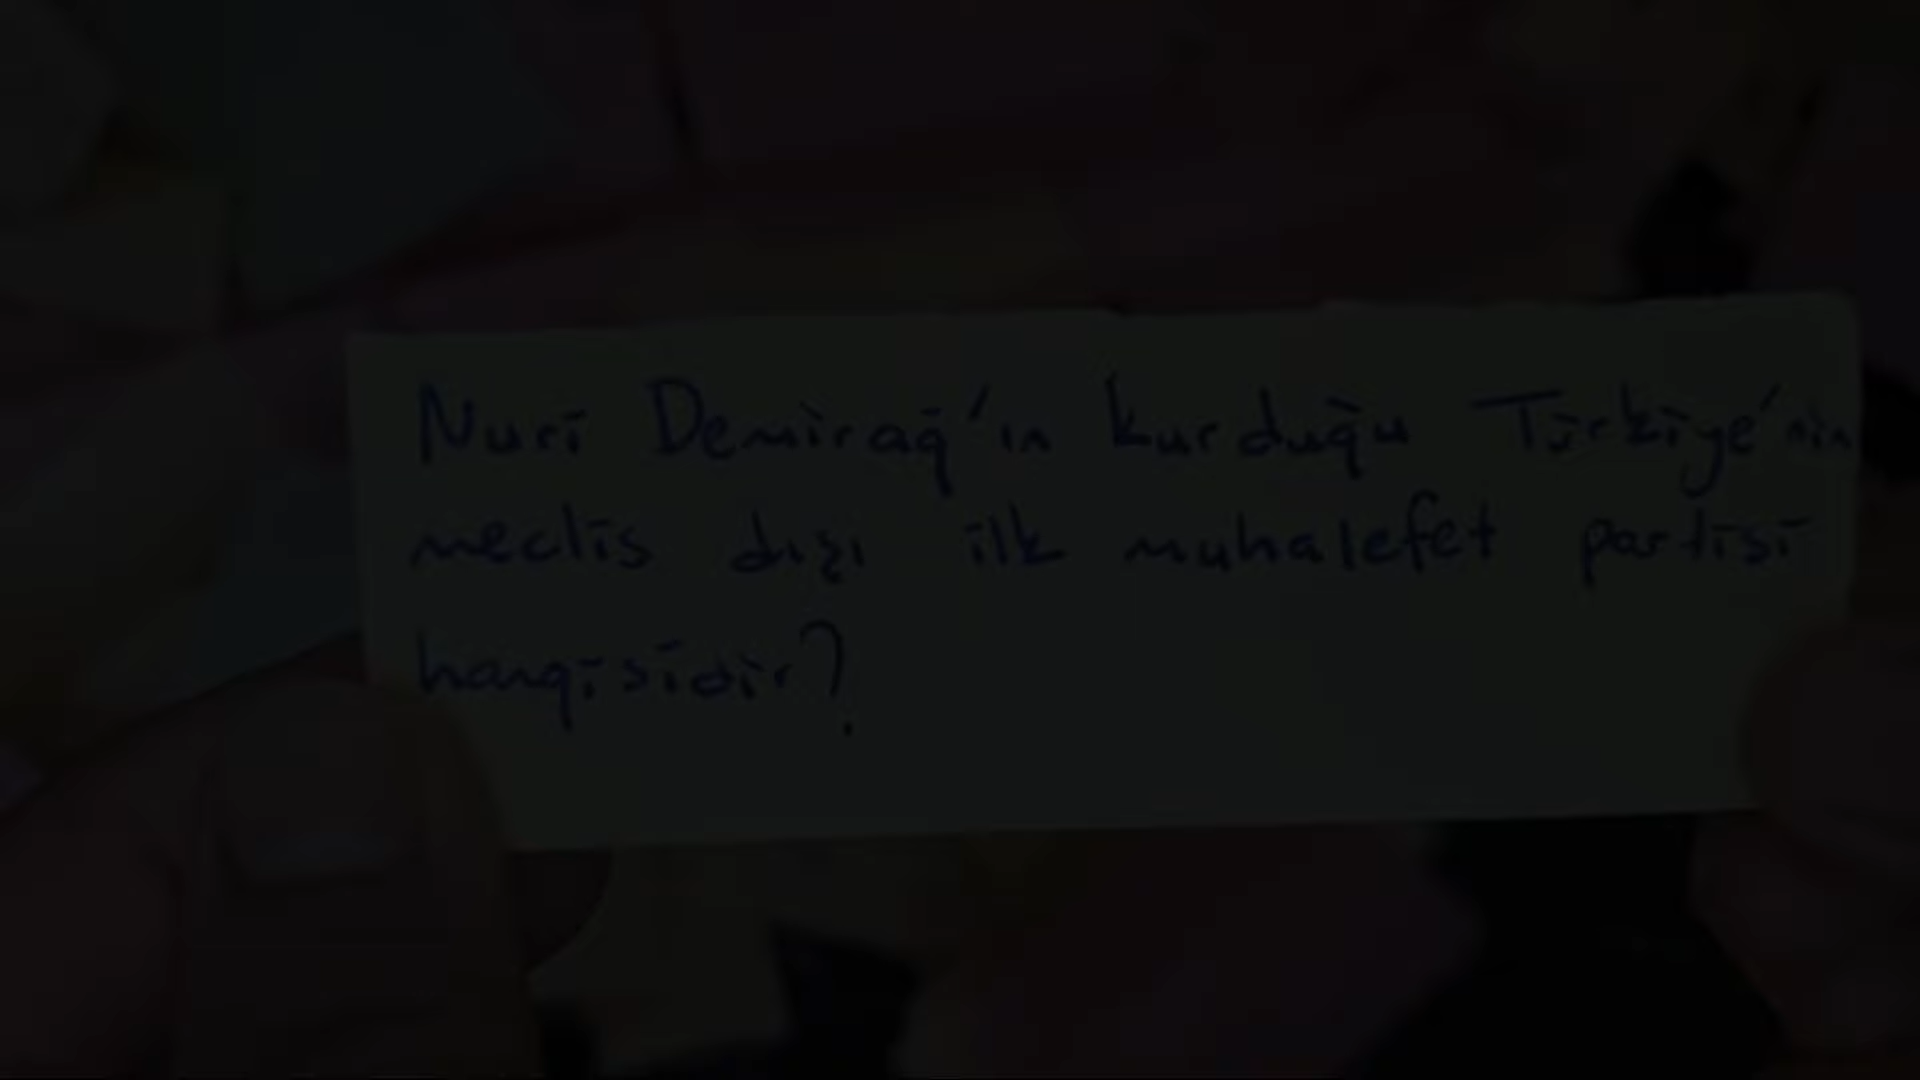 Nuri Demirağ'ın kurduğu Türkiye'nin
meclis dışı ilk muhalefet partisi
hangisidir?